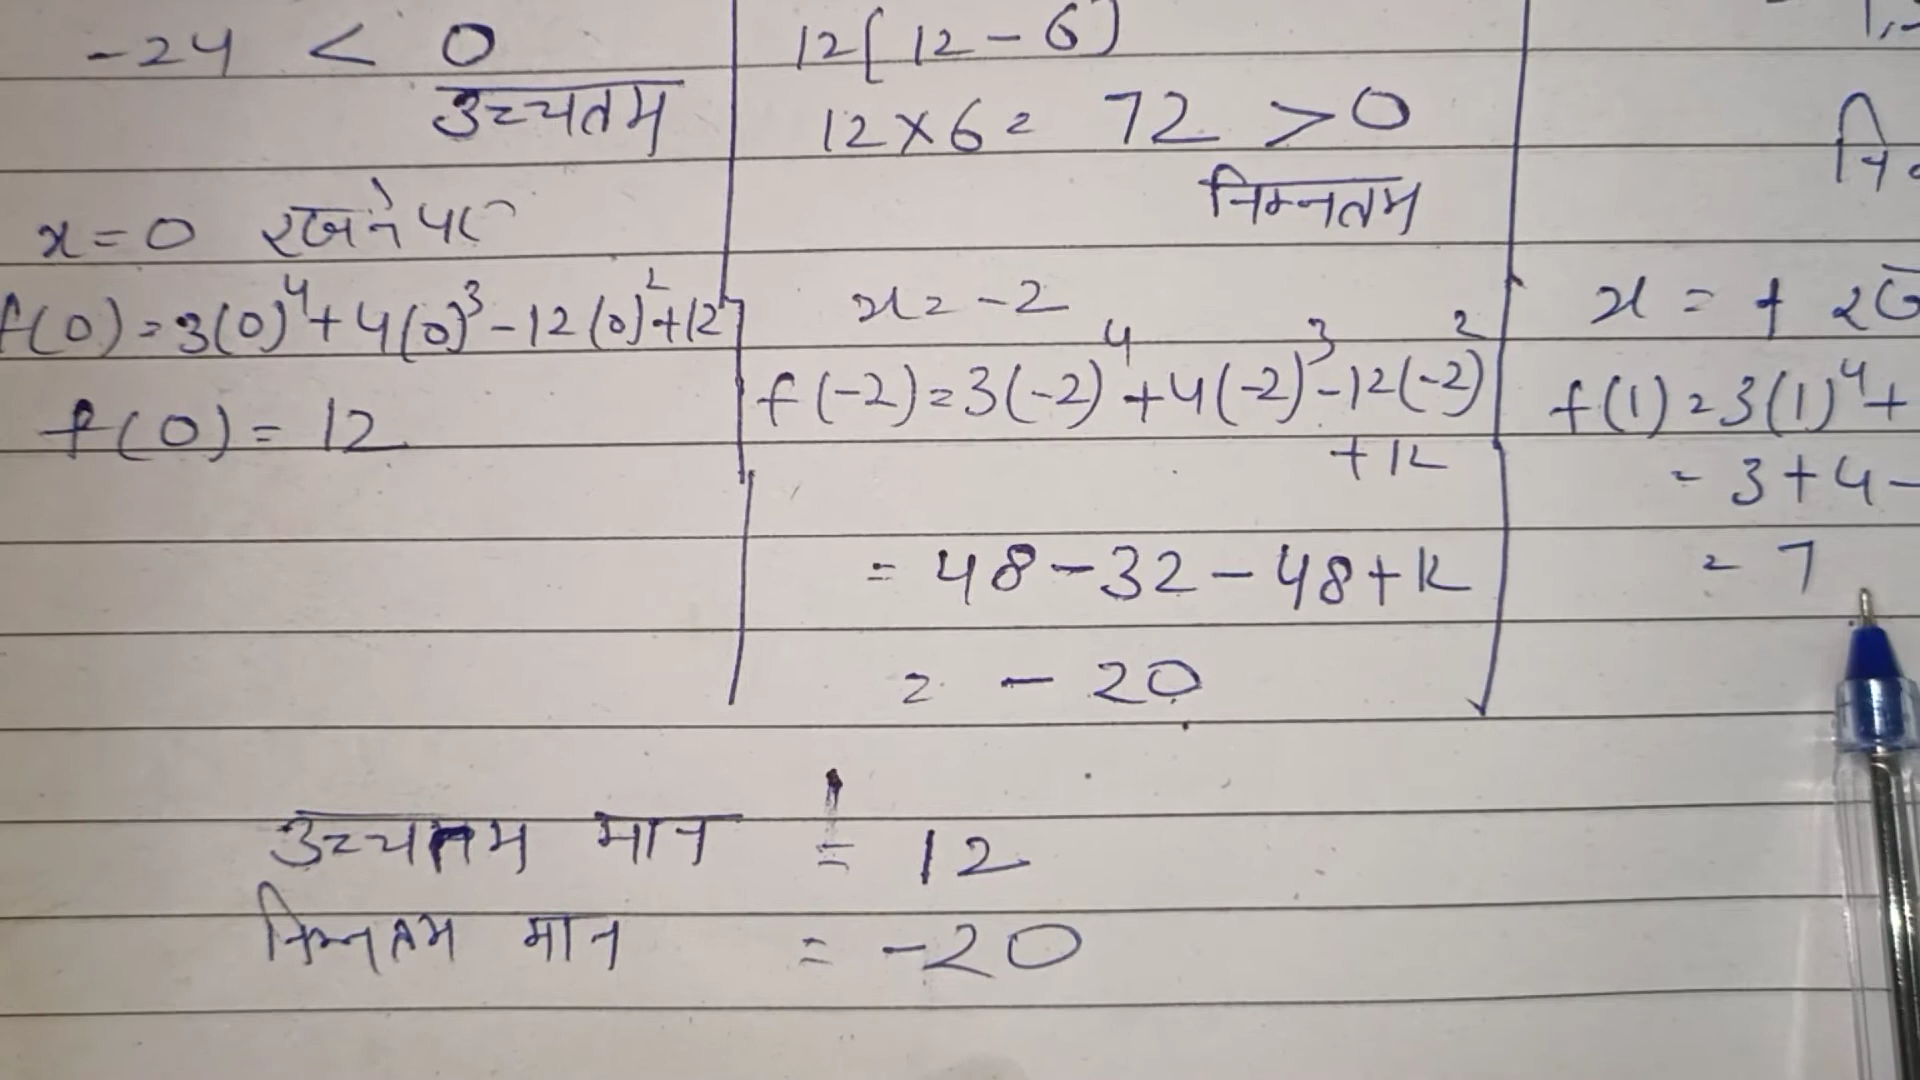 -24 < 0
उच्चतम
x=0 रखने पर
f(0)=3(0)⁴+4(0)³-12(0)²+12
f(0)=12
12[12-6)
12×6= 72 >0
निम्नतम
x= -2
f(-2)=3(-2)⁴+4(-2)³-12(-2)²
+12
= 48-32-48+12
= -20
x = +
f(1)=3(1)⁴+
= 3+4-
= 7
उच्चतम मान = 12
निम्नतम मान = -20